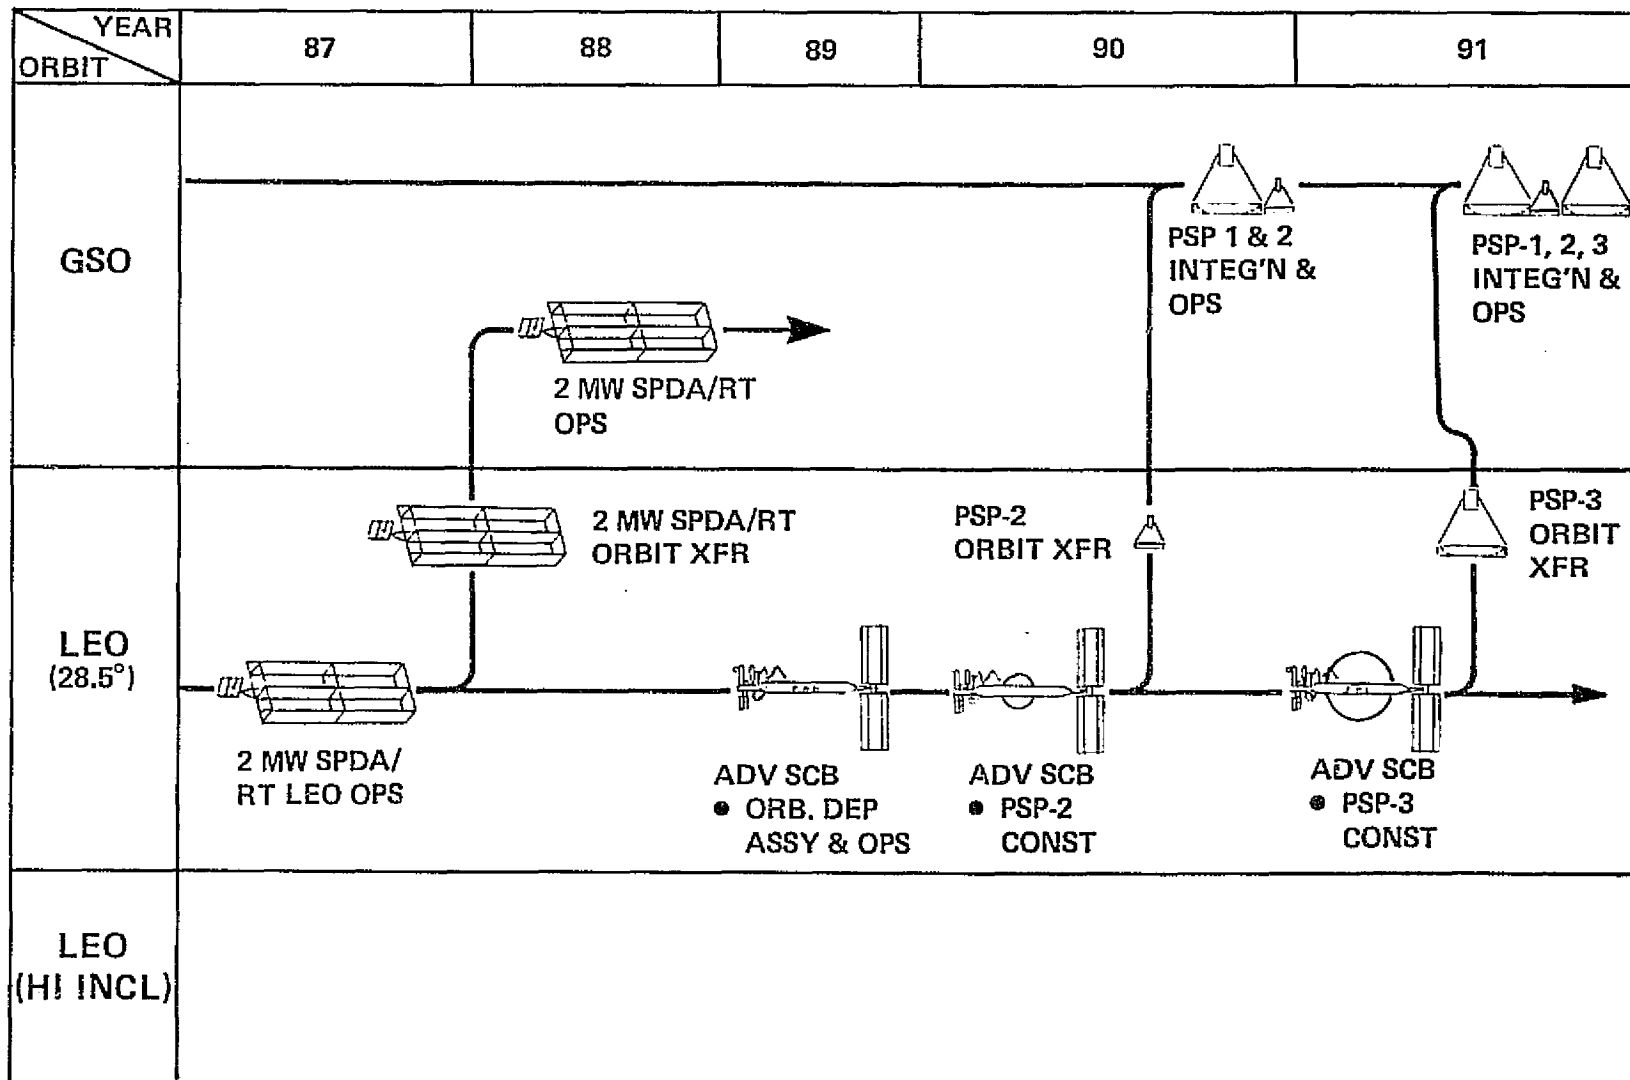 YEAR
ORBIT
87
88
89
90
91
GSO
PSP 1 & 2
INTEG'N &
OPS
PSP-1, 2, 3
INTEG'N &
OPS
2 MW SPDA/RT
OPS
LEO
(28.5°)
2 MW SPDA/RT
ORBIT XFR
PSP-2
ORBIT XFR
PSP-3
ORBIT
XFR
2 MW SPDA/
RT LEO OPS
ADV SCB
● ORB. DEP
ASSY & OPS
ADV SCB
● PSP-2
CONST
ADV SCB
● PSP-3
CONST
LEO
(HI INCL)